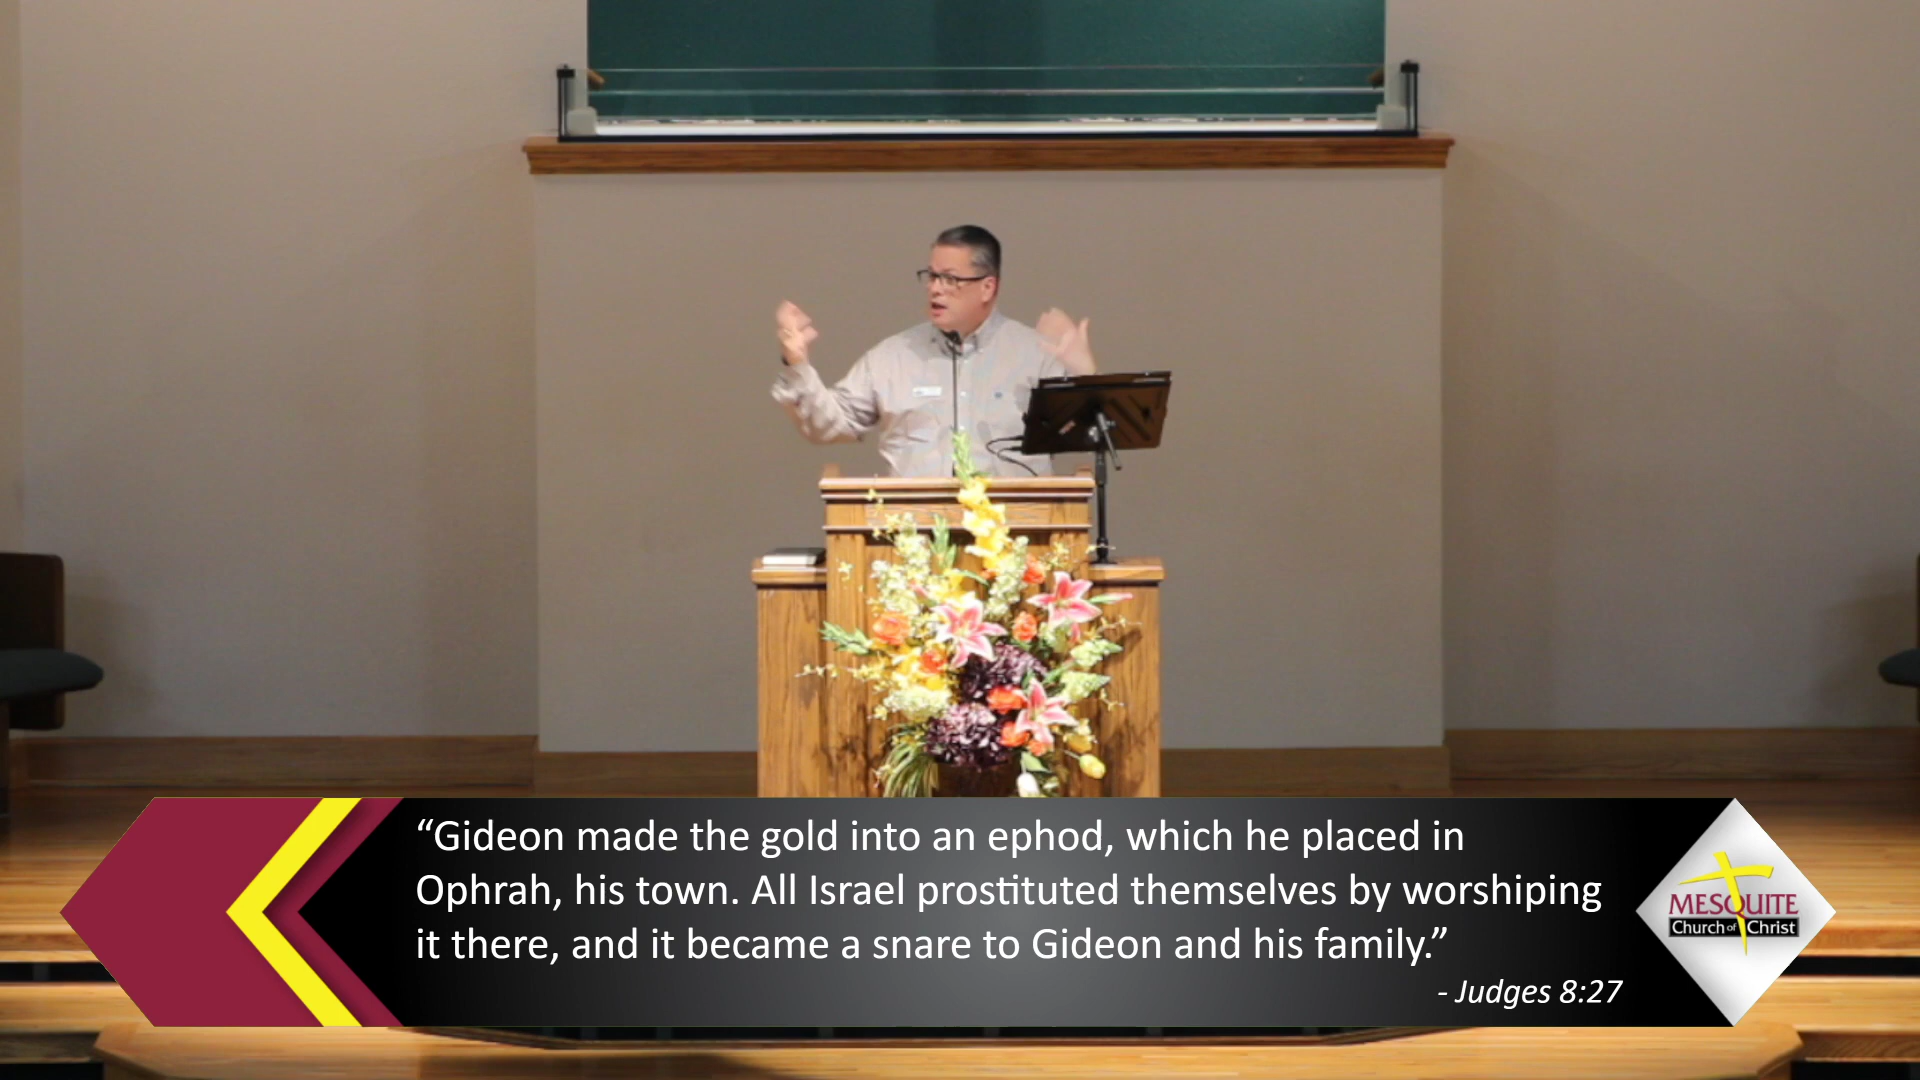 “Gideon made the gold into an ephod, which he placed in
Ophrah, his town. All Israel prostituted themselves by worshiping
it there, and it became a snare to Gideon and his family.”
- Judges 8:27
MESQUITE
Church of Christ